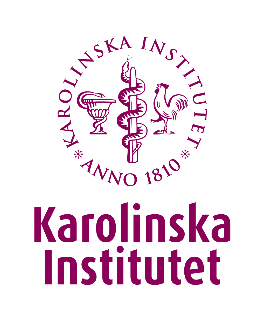 KAROLINSKA INSTITUTET
* ANNO 1810 *
Karolinska
Institutet